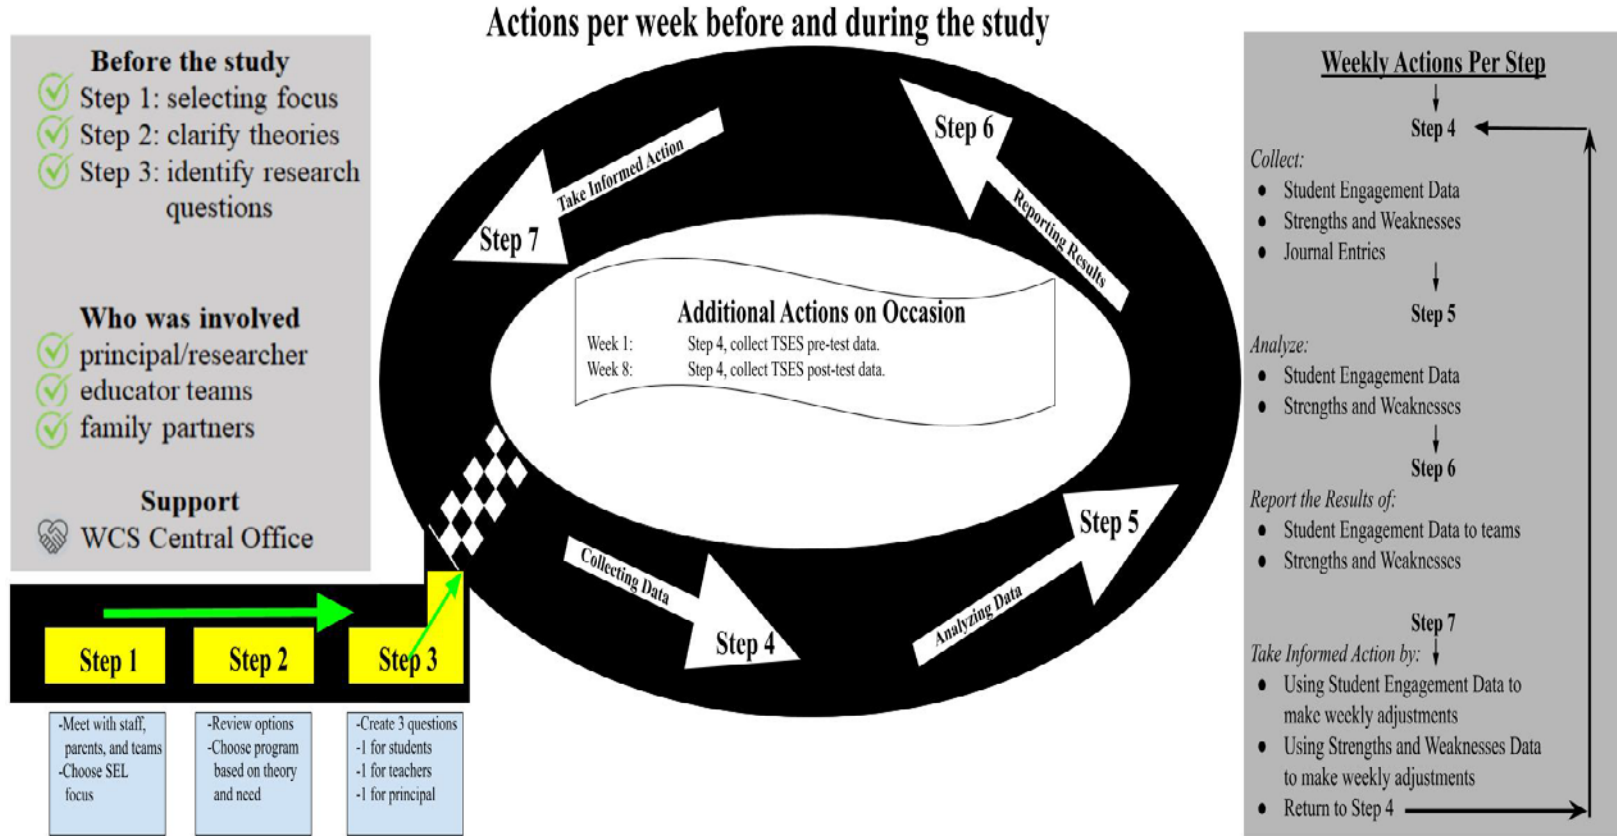 Actions per week before and during the study
Before the study
Step 1: selecting focus
Step 2: clarify theories
Step 3: identify research
questions
Who was involved
principal/researcher
educator teams
family partners
Support
WCS Central Office
Step 1
Step 2
Step 3
-Meet with staff,
parents, and teams
-Choose SEL
focus
-Review options
-Choose program
based on theory
and need
-Create 3 questions
-1 for students
-1 for teachers
-1 for principal
Collecting Data
Step 4
Analyzing Data
Step 5
Reporting Results
Step 6
Take Informed Action
Step 7
Additional Actions on Occasion
Week 1: Step 4, collect TSES pre-test data.
Week 8: Step 4, collect TSES post-test data.
Weekly Actions Per Step
Step 4
Collect:
● Student Engagement Data
● Strengths and Weaknesses
● Journal Entries
Step 5
Analyze:
● Student Engagement Data
● Strengths and Weaknesses
Step 6
Report the Results of:
● Student Engagement Data to teams
● Strengths and Weaknesses
Step 7
Take Informed Action by:
● Using Student Engagement Data to
make weekly adjustments
● Using Strengths and Weaknesses Data
to make weekly adjustments
● Return to Step 4